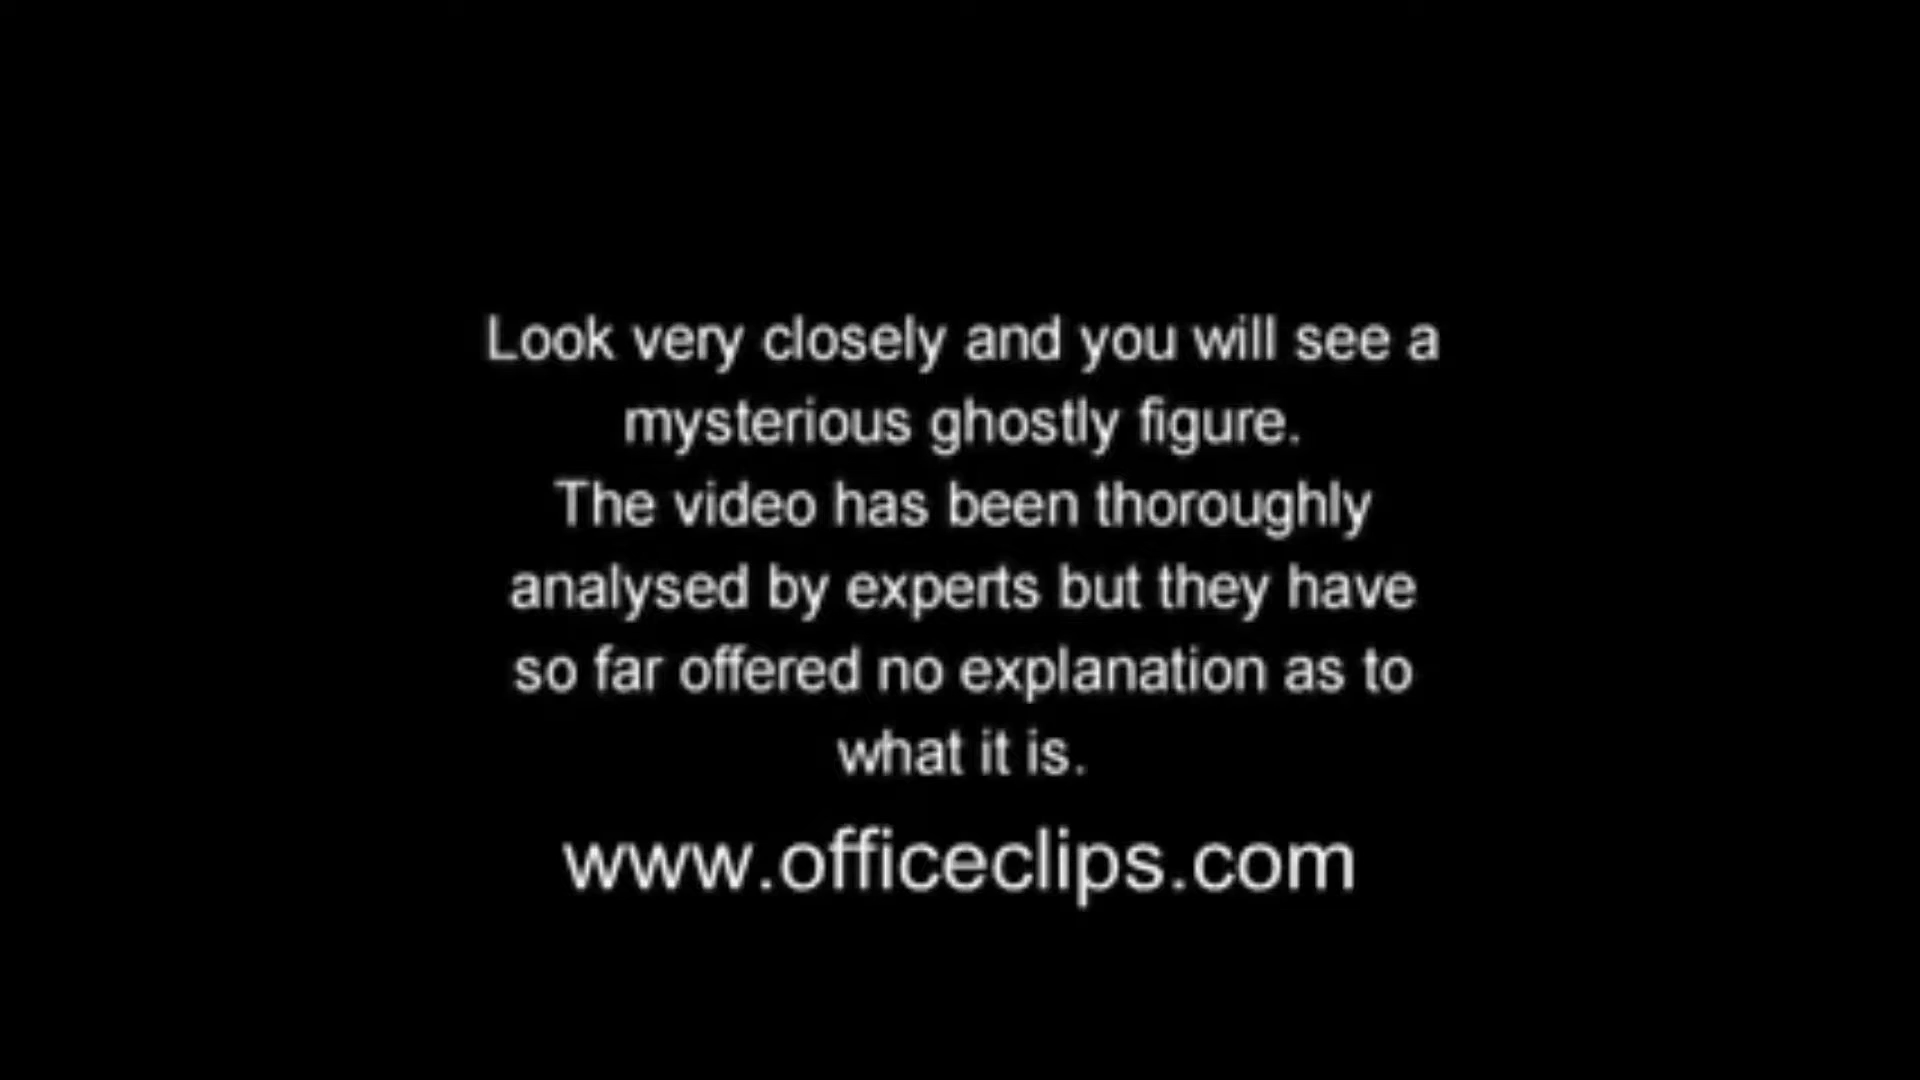 Look very closely and you will see a
mysterious ghostly figure.
The video has been thoroughly
analysed by experts but they have
so far offered no explanation as to
what it is.
www.officeclips.com